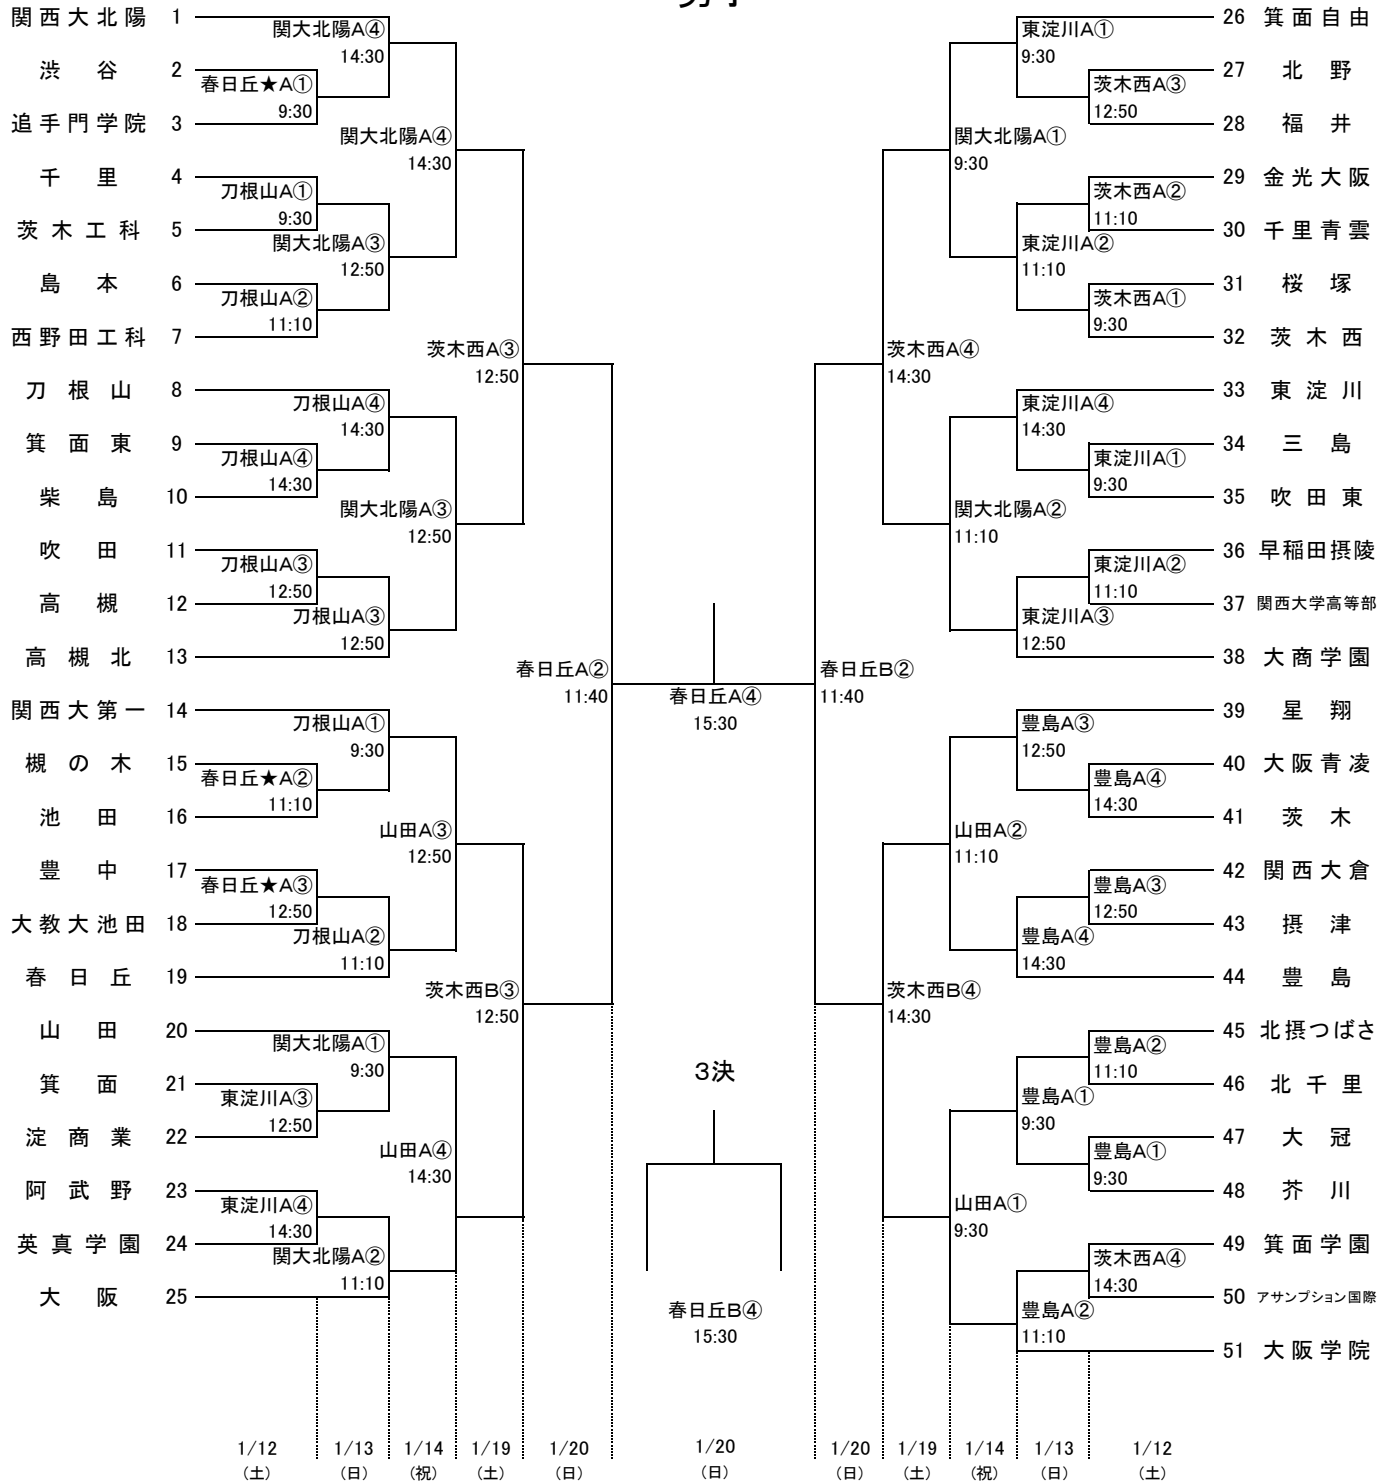 関西大北陽 1
関大北陽A④
14:30
渋谷 2
春日丘★A①
9:30
追手門学院 3
関大北陽A④
14:30
千里 4
刀根山A①
9:30
茨木工科 5
関大北陽A③
12:50
島本 6
刀根山A②
11:10
西野田工科 7
茨木西A③
12:50
刀根山 8
刀根山A④
14:30
箕面東 9
刀根山A④
14:30
柴島 10
関大北陽A③
12:50
吹田 11
刀根山A③
12:50
高槻 12
刀根山A③
12:50
高槻北 13
春日丘A②
11:40
関西大第一 14
刀根山A①
9:30
槻の木 15
春日丘★A②
11:10
池田 16
山田A③
12:50
豊中 17
春日丘★A③
12:50
大教大池田 18
刀根山A②
11:10
春日丘 19
茨木西B③
12:50
山田 20
関大北陽A①
9:30
箕面 21
東淀川A③
12:50
淀商業 22
山田A④
14:30
阿武野 23
東淀川A④
14:30
英真学園 24
関大北陽A②
11:10
大阪 25
春日丘A④
15:30
3決
春日丘B④
15:30
26 箕面自由
東淀川A①
9:30
27 北野
茨木西A③
12:50
28 福井
関大北陽A①
9:30
29 金光大阪
茨木西A②
11:10
30 千里青雲
東淀川A②
11:10
31 桜塚
茨木西A①
9:30
32 茨木西
茨木西A④
14:30
33 東淀川
東淀川A④
14:30
34 三島
東淀川A①
9:30
35 吹田東
関大北陽A②
11:10
36 早稲田摂陵
東淀川A②
11:10
37 関西大学高等部
東淀川A③
12:50
38 大商学園
春日丘B②
11:40
39 星翔
豊島A③
12:50
40 大阪青凌
豊島A④
14:30
41 茨木
山田A②
11:10
42 関西大倉
豊島A③
12:50
43 摂津
豊島A④
14:30
44 豊島
茨木西B④
14:30
45 北摂つばさ
豊島A②
11:10
46 北千里
豊島A①
9:30
47 大冠
豊島A①
9:30
48 芥川
山田A①
9:30
49 箕面学園
茨木西A④
14:30
50 アサンプション国際
豊島A②
11:10
51 大阪学院
1/12 1/13 1/14 1/19 1/20 1/20 1/20 1/19 1/14 1/13 1/12
(土) (日) (祝) (土) (日) (日) (日) (土) (祝) (日) (土)